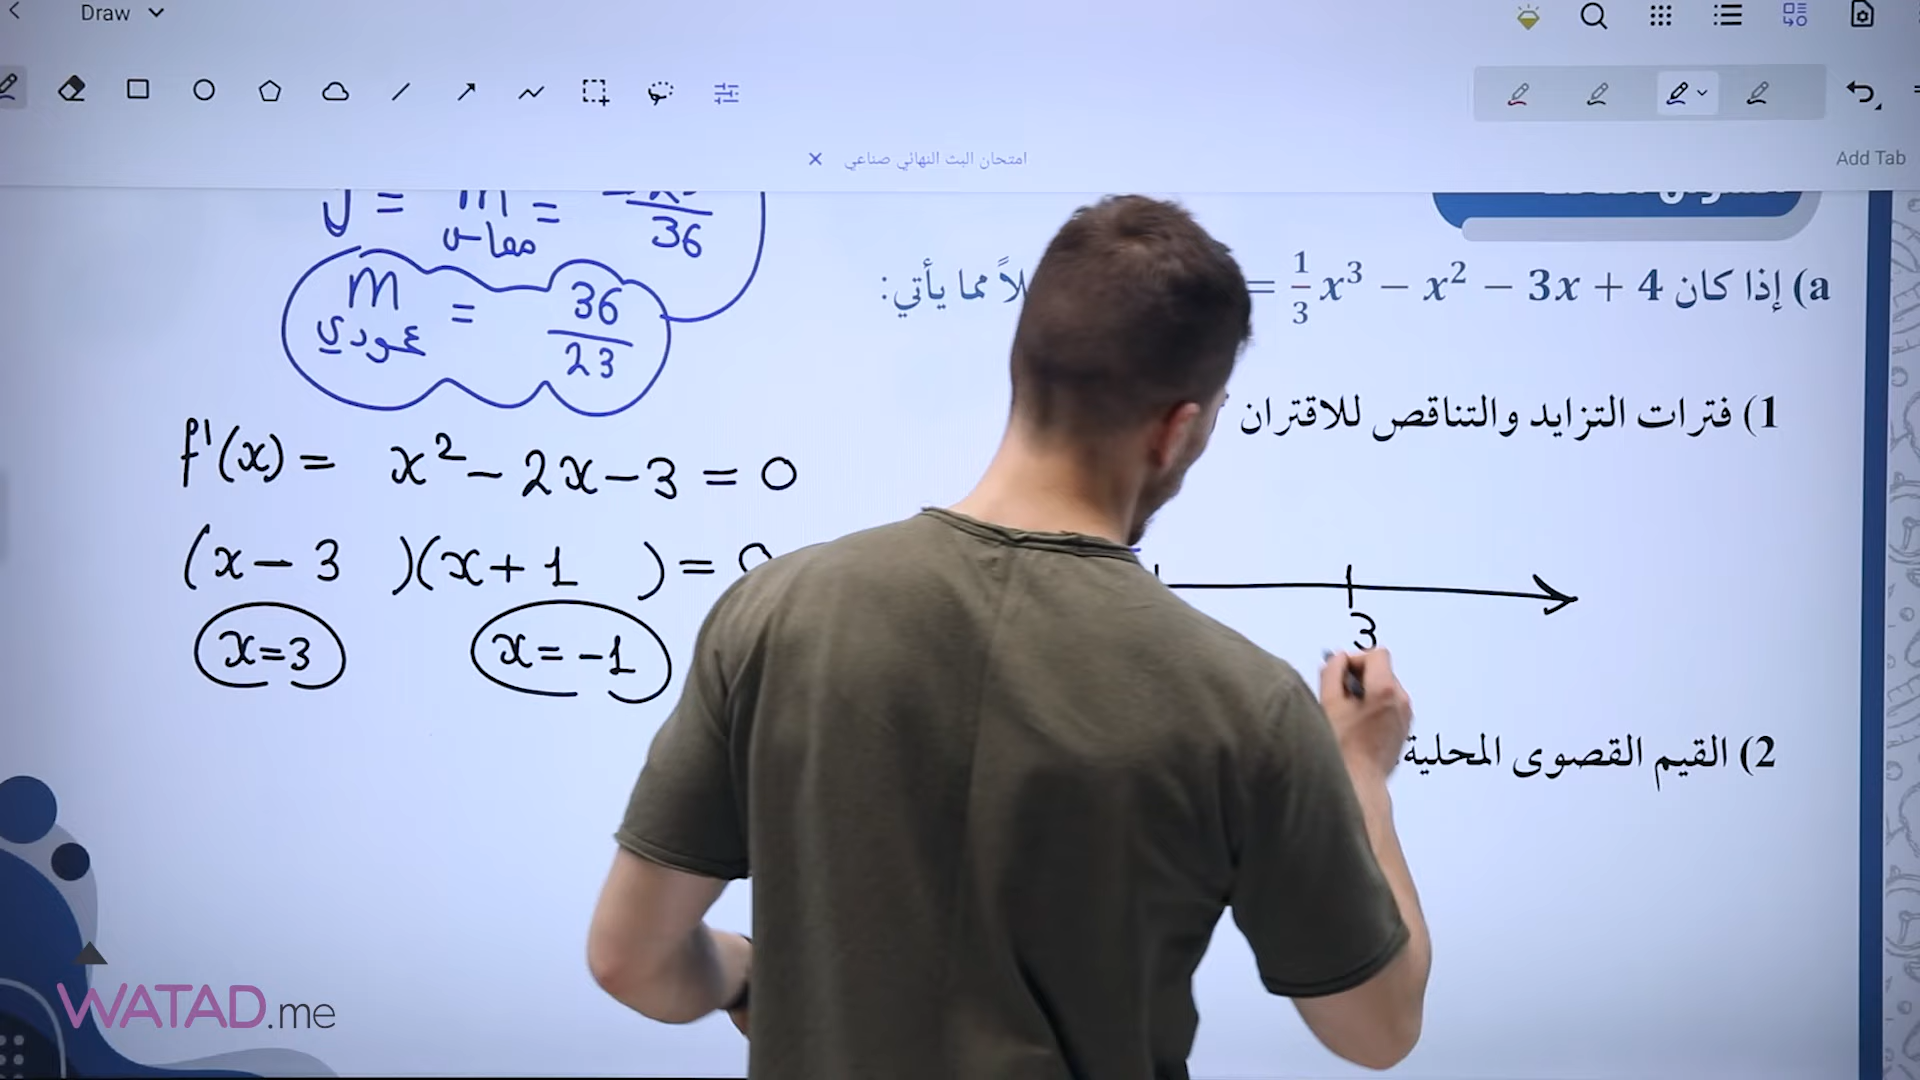 Draw
امتحان البث النهائي صناعي
Add Tab
y = m مماس = 36
m عمودي = 36/23
a) إذا كان = 1/3 x³ − x² − 3x + 4 لاً مما يأتي:
1) فترات التزايد والتناقص للاقتران
f'(x) = x² − 2x − 3 = 0
(x − 3 )(x + 1 ) = 0
x = 3 x = −1
3
2) القيم القصوى المحلية
WATAD.me